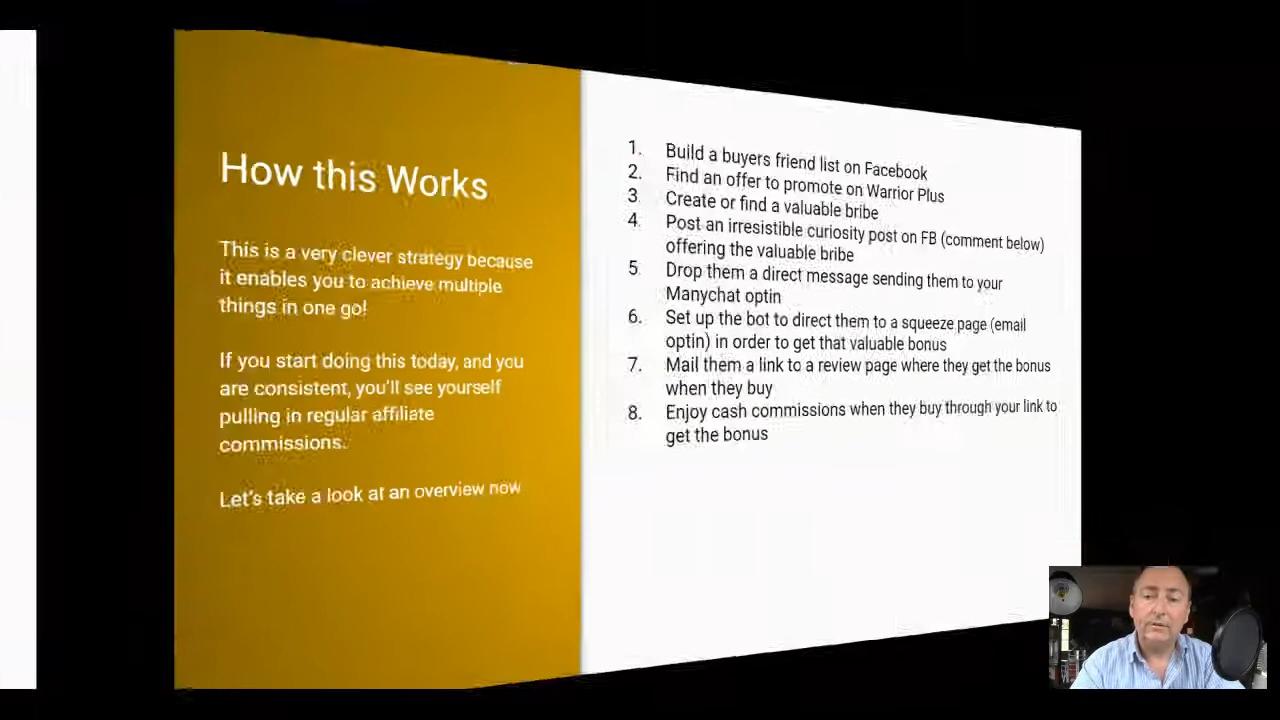 How this Works
This is a very clever strategy because
it enables you to achieve multiple
things in one go!
If you start doing this today, and you
are consistent, you'll see yourself
pulling in regular affiliate
commissions.
Let's take a look at an overview now
1. Build a buyers friend list on Facebook
2. Find an offer to promote on Warrior Plus
3. Create or find a valuable bribe
4. Post an irresistible curiosity post on FB (comment below)
offering the valuable bribe
5. Drop them a direct message sending them to your
Manychat optin
6. Set up the bot to direct them to a squeeze page (email
optin) in order to get that valuable bonus
7. Mail them a link to a review page where they get the bonus
when they buy
8. Enjoy cash commissions when they buy through your link to
get the bonus